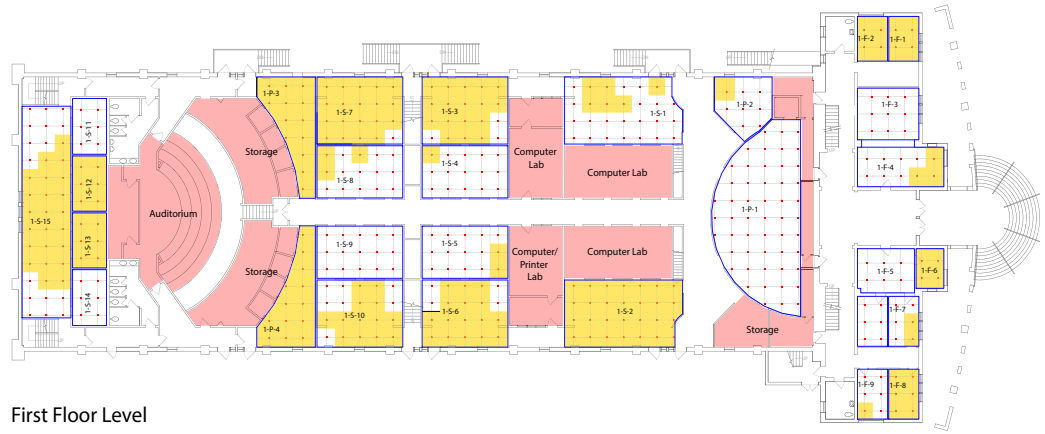 1-F-2
1-F-1
1-P-3
1-S-7
1-S-3
1-S-1
1-P-2
1-F-3
1-S-11
Storage
1-S-8
1-S-4
Computer
Lab
Computer Lab
1-F-4
1-S-12
1-S-15
Auditorium
1-P-1
1-S-13
1-S-9
1-S-5
Computer/
Printer
Lab
Computer Lab
Storage
1-F-5
1-F-6
1-S-14
1-P-4
1-S-10
1-S-6
1-S-2
Storage
1-F-7
1-F-9
1-F-8
First Floor Level